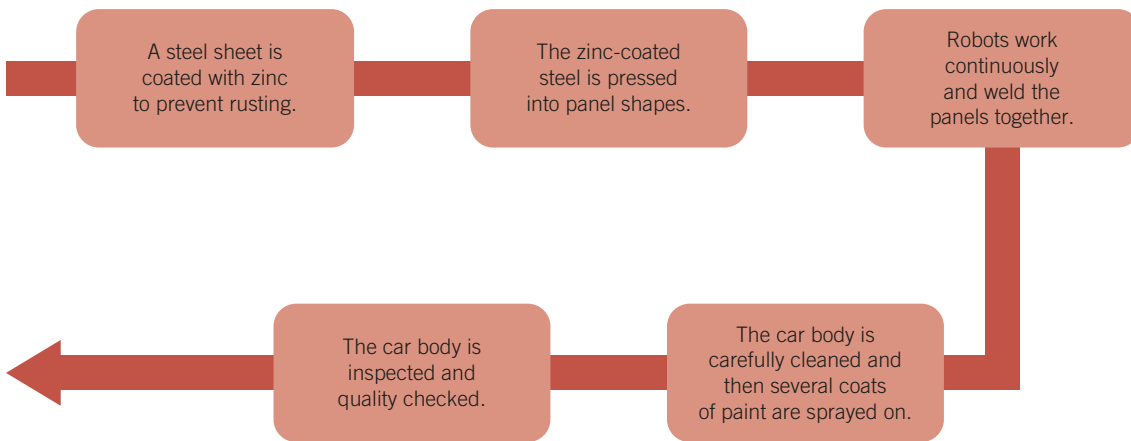 A steel sheet is
coated with zinc
to prevent rusting.
The zinc-coated
steel is pressed
into panel shapes.
Robots work
continuously
and weld the
panels together.
The car body is
carefully cleaned and
then several coats
of paint are sprayed on.
The car body is
inspected and
quality checked.